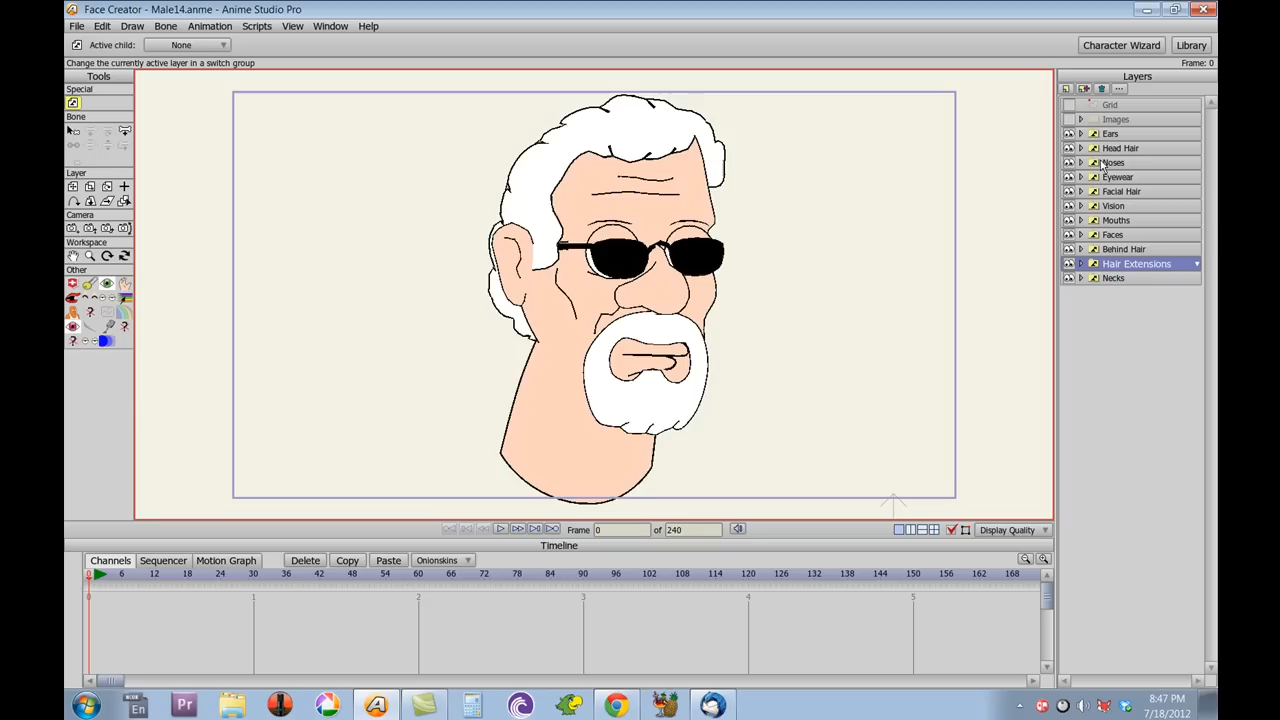 Face Creator - Male14.anme - Anime Studio Pro
File Edit Draw Bone Animation Scripts View Window Help
Active child: None Character Wizard Library
Change the currently active layer in a switch group Frame: 0
Tools
Special
Bone
Layer
Camera
Workspace
Other
Layers
Grid
Images
Ears
Head Hair
Noses
Eyewear
Facial Hair
Vision
Mouths
Faces
Behind Hair
Hair Extensions
Necks
Frame 0 of 240 Display Quality
Timeline
Channels Sequencer Motion Graph Delete Copy Paste Onionskins
0 6 12 18 24 30 36 42 48 54 60 66 72 78 84 90 96 102 108 114 120 126 132 138 144 150 156 162 168
0 1 2 3 4 5
En Pr
8:47 PM
7/18/2012